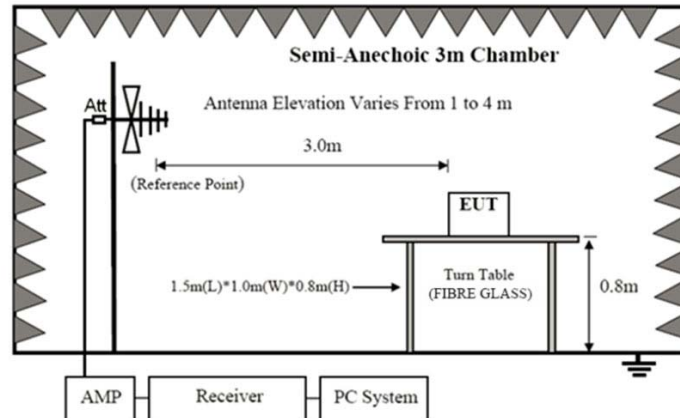 Semi-Anechoic 3m Chamber
Att
Antenna Elevation Varies From 1 to 4 m
3.0m
(Reference Point)
EUT
1.5m(L)*1.0m(W)*0.8m(H)
Turn Table
(FIBRE GLASS)
0.8m
AMP
Receiver
PC System